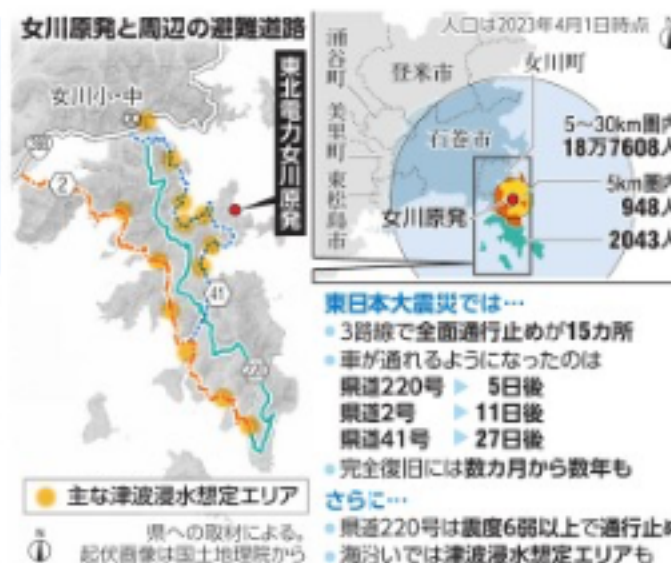 女川原発と周辺の避難道路
女川小・中
398
2
41
220
東北電力女川原発
主な津波浸水想定エリア
N
県への取材による。
起伏画像は国土地理院から
人口は2023年4月1日時点
涌谷町
登米市
女川町
美里町
石巻市
東松島市
5〜30km圏内
18万7608人
5km圏内
948人
2043人
女川原発
東日本大震災では…
3路線で全面通行止めが15カ所
車が通れるようになったのは
県道220号 ▶ 5日後
県道2号 ▶ 11日後
県道41号 ▶ 27日後
完全復旧には数カ月から数年も
さらに…
県道220号は震度6弱以上で通行止め
海沿いでは津波浸水想定エリアも